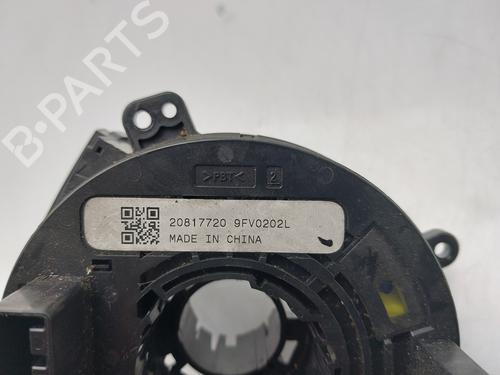 B-PARTS
>PBT< 2
20817720 9FV0202L
MADE IN CHINA